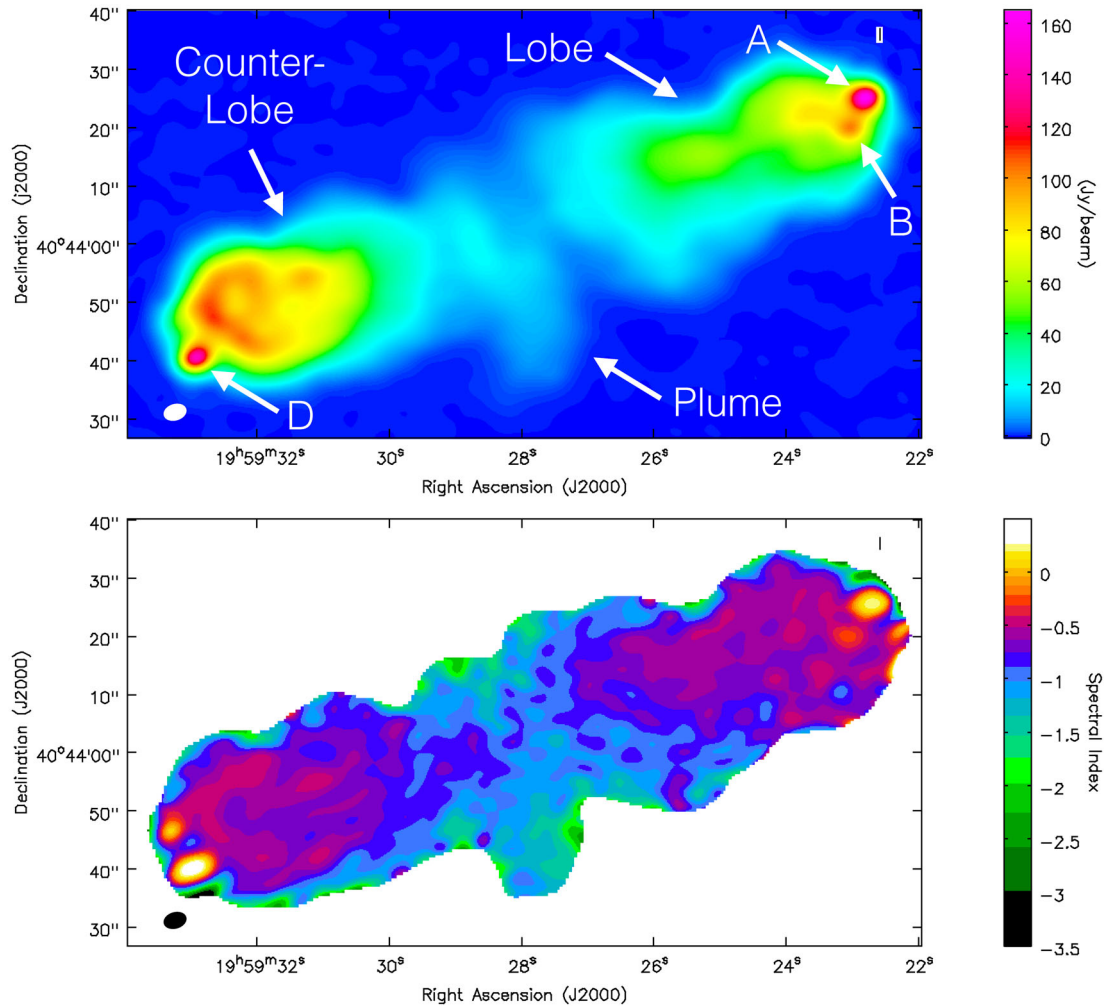 40''
30''
20''
10''
40°44'00''
50''
40''
30''
Declination (J2000)
Counter-
Lobe
Lobe
A
B
D
Plume
19ʰ59ᵐ32ˢ
30ˢ
28ˢ
26ˢ
24ˢ
22ˢ
Right Ascension (J2000)
160
140
120
100
80
60
40
20
0
(Jy/beam)
40''
30''
20''
10''
40°44'00''
50''
40''
30''
Declination (J2000)
19ʰ59ᵐ32ˢ
30ˢ
28ˢ
26ˢ
24ˢ
22ˢ
Right Ascension (J2000)
0
-3.5
-1
-1.5
-2
-2.5
-3
-3.5
Spectral Index